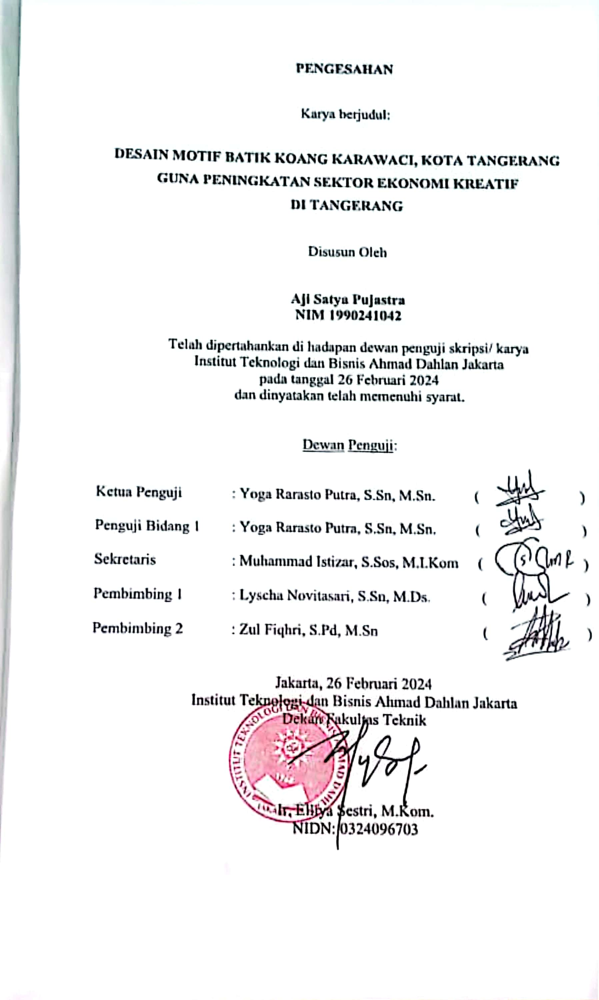 PENGESAHAN
Karya berjudul:
DESAIN MOTIF BATIK KOANG KARAWACI, KOTA TANGERANG
GUNA PENINGKATAN SEKTOR EKONOMI KREATIF
DI TANGERANG
Disusun Oleh
Aji Satya Pujastra
NIM 1990241042
Telah dipertahankan di hadapan dewan penguji skripsi/ karya
Institut Teknologi dan Bisnis Ahmad Dahlan Jakarta
pada tanggal 26 Februari 2024
dan dinyatakan telah memenuhi syarat.
Dewan Penguji:
Ketua Penguji : Yoga Rarasto Putra, S.Sn, M.Sn. ( )
Penguji Bidang 1 : Yoga Rarasto Putra, S.Sn, M.Sn. ( )
Sekretaris : Muhammad Istizar, S.Sos, M.I.Kom ( )
Pembimbing 1 : Lyscha Novitasari, S.Sn, M.Ds. ( )
Pembimbing 2 : Zul Fiqhri, S.Pd, M.Sn ( )
Jakarta, 26 Februari 2024
Institut Teknologi dan Bisnis Ahmad Dahlan Jakarta
Dekan Fakultas Teknik
INSTITUT TEKNOLOGI DAN BISNIS AHMAD DAHLAN
Ir, Elliya Sestri, M.Kom.
NIDN: 0324096703